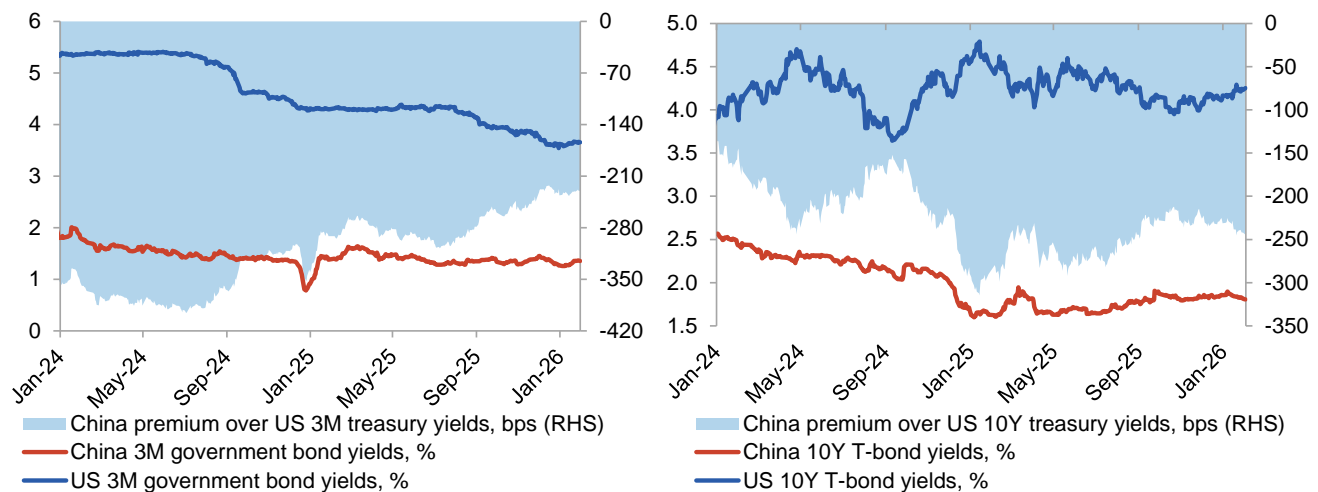 6
5
4
3
2
1
0
0
-70
-140
-210
-280
-350
-420
Jan-24
May-24
Sep-24
Jan-25
May-25
Sep-25
Jan-26
China premium over US 3M treasury yields, bps (RHS)
China 3M government bond yields, %
US 3M government bond yields, %
5.0
4.5
4.0
3.5
3.0
2.5
2.0
1.5
0
-50
-100
-150
-200
-250
-300
-350
Jan-24
May-24
Sep-24
Jan-25
May-25
Sep-25
Jan-26
China premium over US 10Y treasury yields, bps (RHS)
China 10Y T-bond yields, %
US 10Y T-bond yields, %